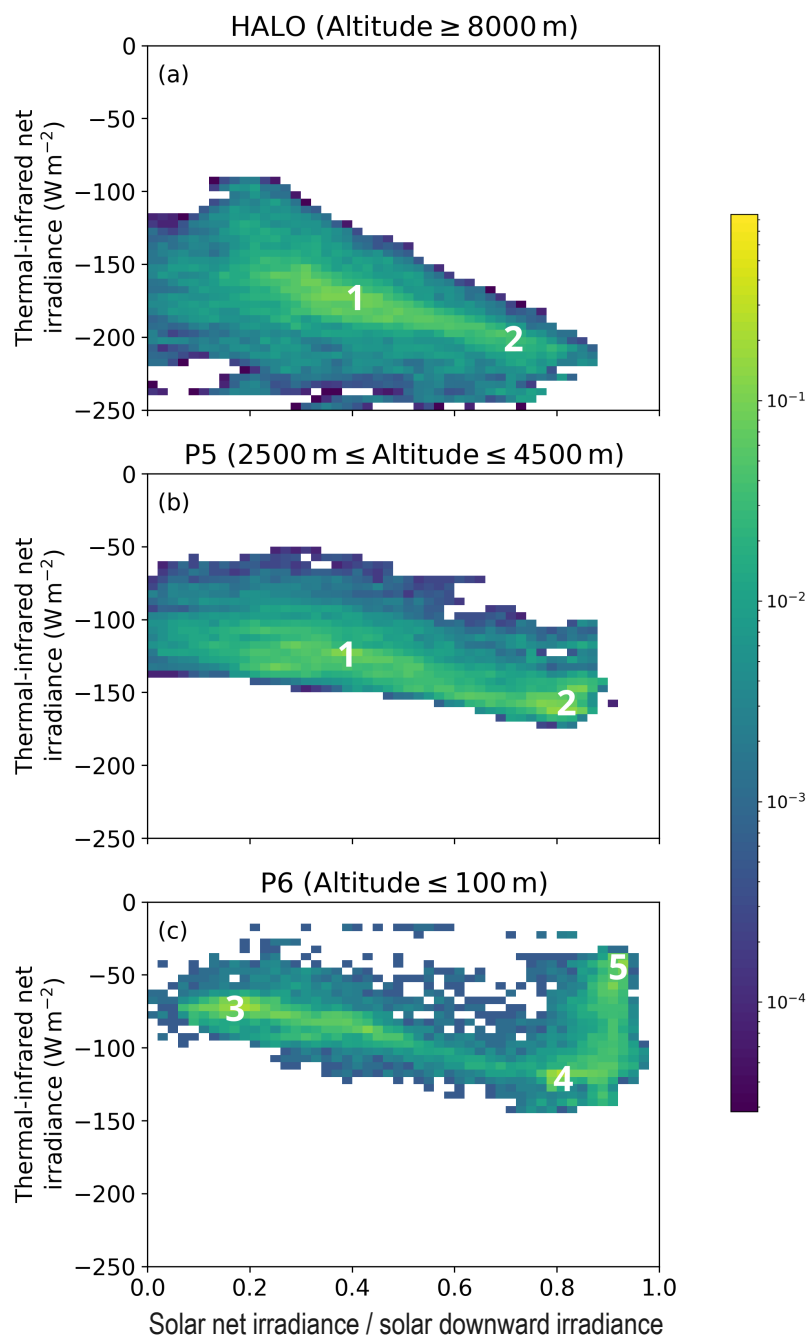 HALO (Altitude ≥ 8000 m)
(a)
0
−50
−100
−150
−200
−250
Thermal-infrared net
irradiance (W m⁻²)
1
2
P5 (2500 m ≤ Altitude ≤ 4500 m)
(b)
0
−50
−100
−150
−200
−250
Thermal-infrared net
irradiance (W m⁻²)
1
2
P6 (Altitude ≤ 100 m)
(c)
0
−50
−100
−150
−200
−250
Thermal-infrared net
irradiance (W m⁻²)
3
4
5
0.0 0.2 0.4 0.6 0.8 1.0
Solar net irradiance / solar downward irradiance
10⁻¹
10⁻²
10⁻³
10⁻⁴